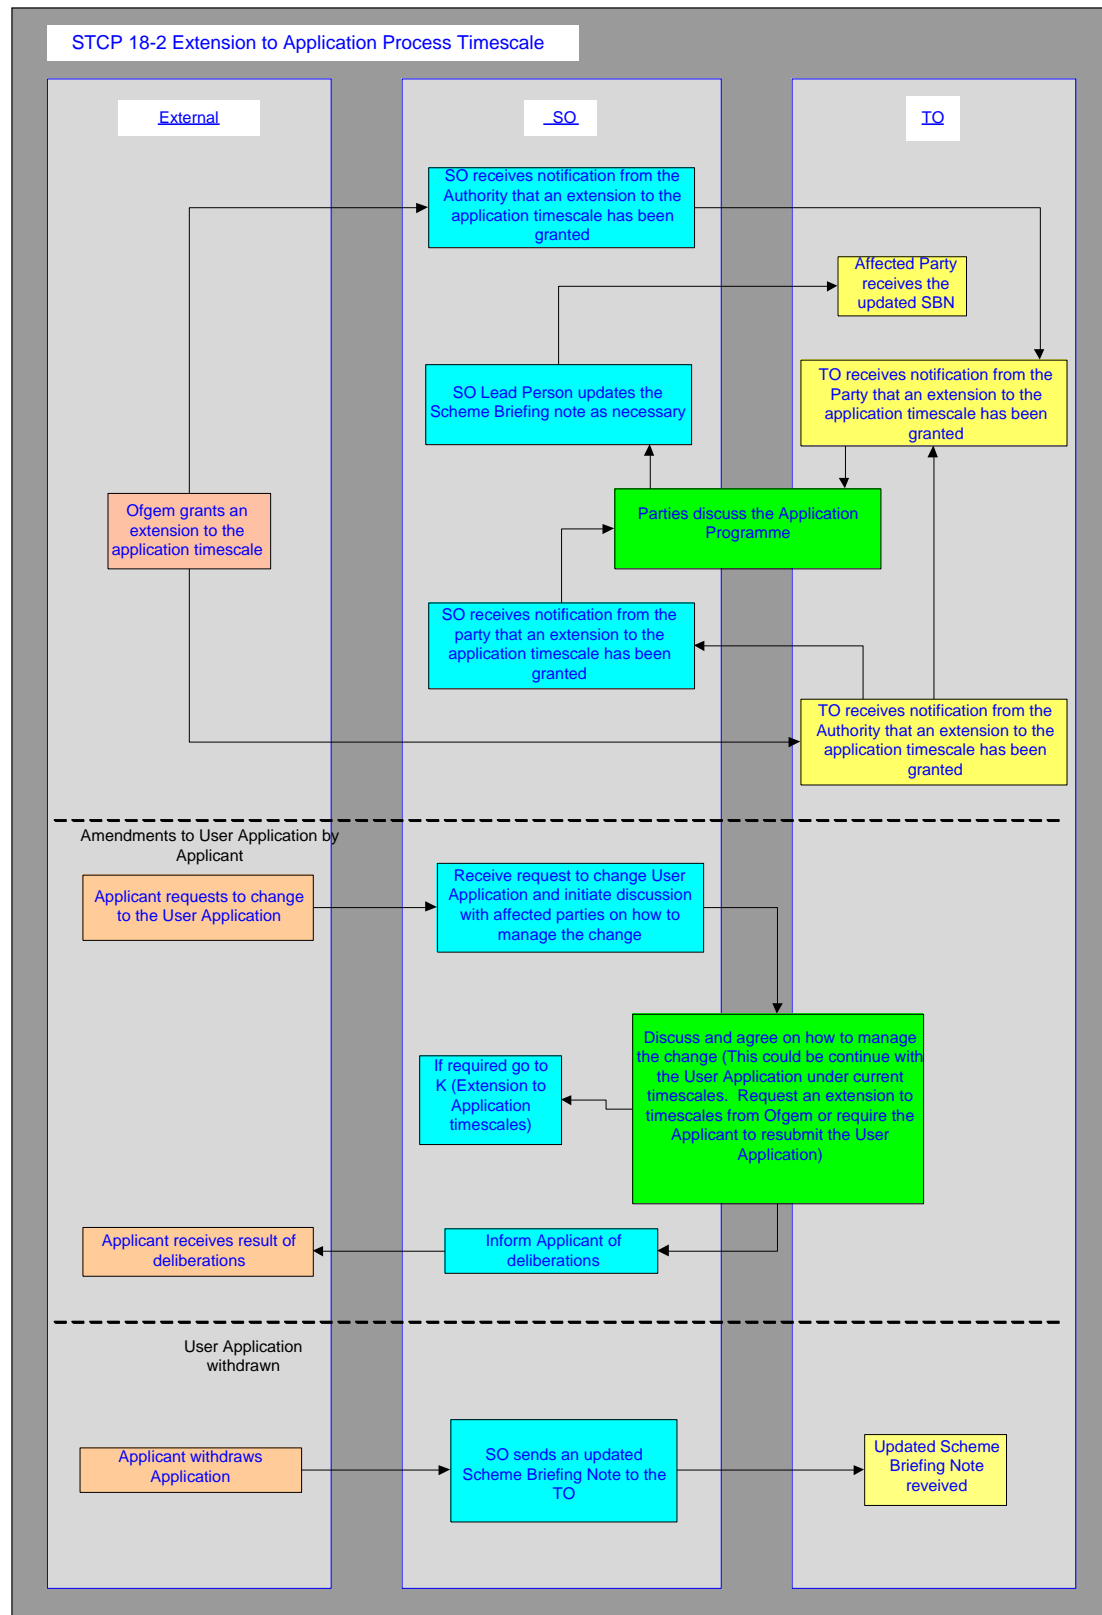 STCP 18-2 Extension to Application Process Timescale
External
SO
TO
SO receives notification from the
Authority that an extension to the
application timescale has been
granted
Affected Party
receives the
updated SBN
SO Lead Person updates the
Scheme Briefing note as necessary
TO receives notification from the
Party that an extension to the
application timescale has been
granted
Ofgem grants an
extension to the
application timescale
Parties discuss the Application
Programme
SO receives notification from the
party that an extension to the
application timescale has been
granted
TO receives notification from the
Authority that an extension to the
application timescale has been
granted
Amendments to User Application by
Applicant
Applicant requests to change
to the User Application
Receive request to change User
Application and initiate discussion
with affected parties on how to
manage the change
Discuss and agree on how to manage
the change (This could be continue with
the User Application under current
timescales.  Request an extension to
timescales from Ofgem or require the
Applicant to resubmit the User
Application)
If required go to
K (Extension to
Application
timescales)
Applicant receives result of
deliberations
Inform Applicant of
deliberations
User Application
withdrawn
Applicant withdraws
Application
SO sends an updated
Scheme Briefing Note to the
TO
Updated Scheme
Briefing Note
reveived